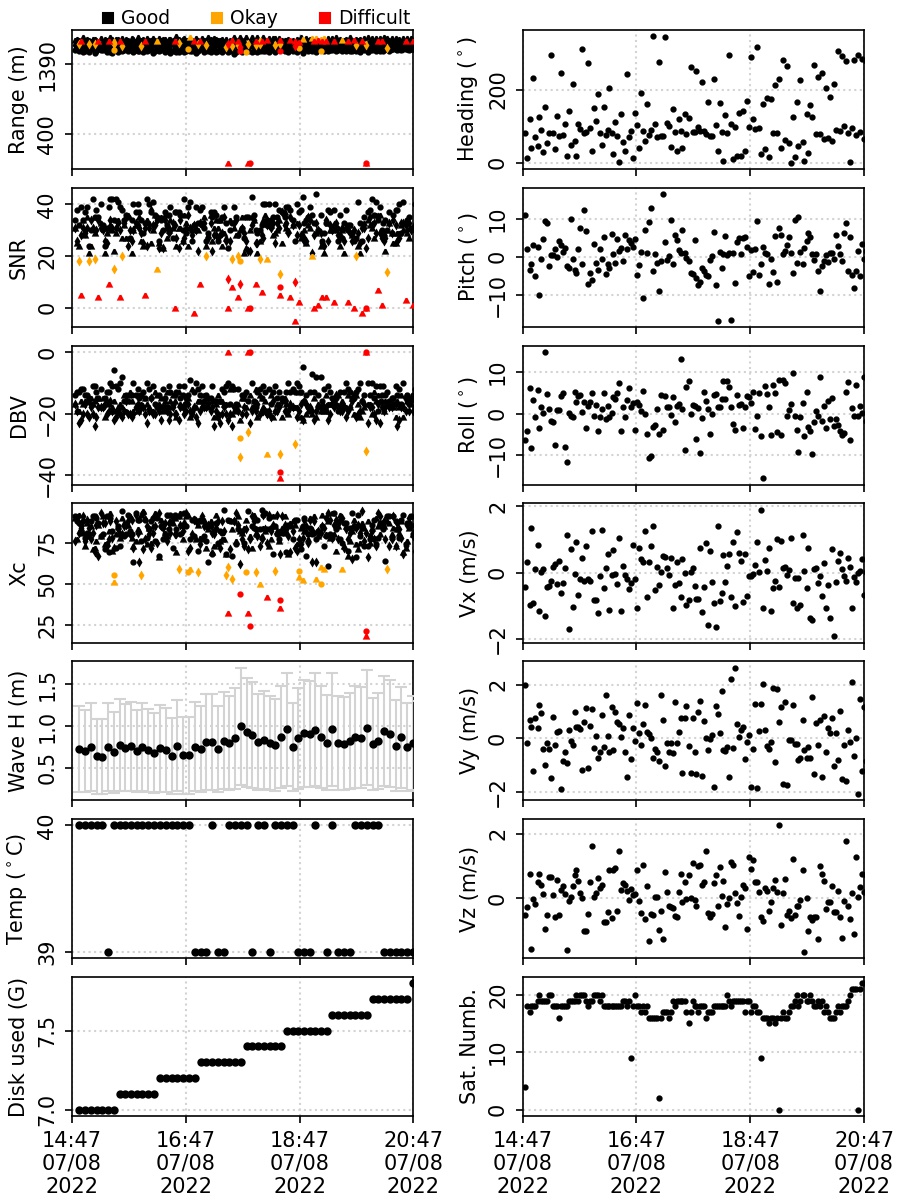 Good Okay Difficult
Range (m)
1390
400
Heading (°)
200
0
SNR
40
20
0
Pitch (°)
10
0
−10
DBV
0
−20
−40
Roll (°)
10
0
−10
Xc
75
50
25
Vx (m/s)
2
0
−2
Wave H (m)
1.5
1.0
0.5
Vy (m/s)
2
0
−2
Temp (°C)
40
39
Vz (m/s)
2
0
Disk used (G)
7.5
7.0
Sat. Numb.
20
10
0
14:47 16:47 18:47 20:47 14:47 16:47 18:47 20:47
07/08 07/08 07/08 07/08 07/08 07/08 07/08 07/08
2022 2022 2022 2022 2022 2022 2022 2022